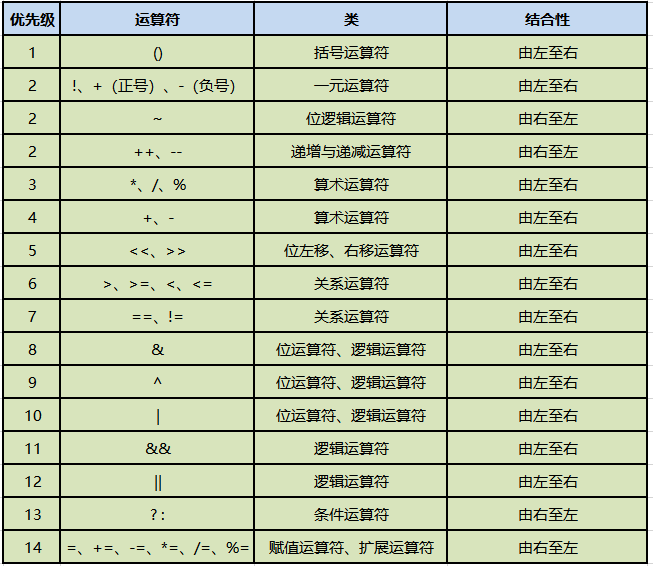 优先级 运算符 类 结合性
1 () 括号运算符 由左至右
2 !、+（正号）、-（负号） 一元运算符 由左至右
2 ~ 位逻辑运算符 由右至左
2 ++、-- 递增与递减运算符 由右至左
3 *、/、% 算术运算符 由左至右
4 +、- 算术运算符 由左至右
5 <<、>> 位左移、右移运算符 由左至右
6 >、>=、<、<= 关系运算符 由左至右
7 ==、!= 关系运算符 由左至右
8 & 位运算符、逻辑运算符 由左至右
9 ^ 位运算符、逻辑运算符 由左至右
10 | 位运算符、逻辑运算符 由左至右
11 && 逻辑运算符 由左至右
12 || 逻辑运算符 由左至右
13 ?: 条件运算符 由右至左
14 =、+=、-=、*=、/=、%= 赋值运算符、扩展运算符 由右至左